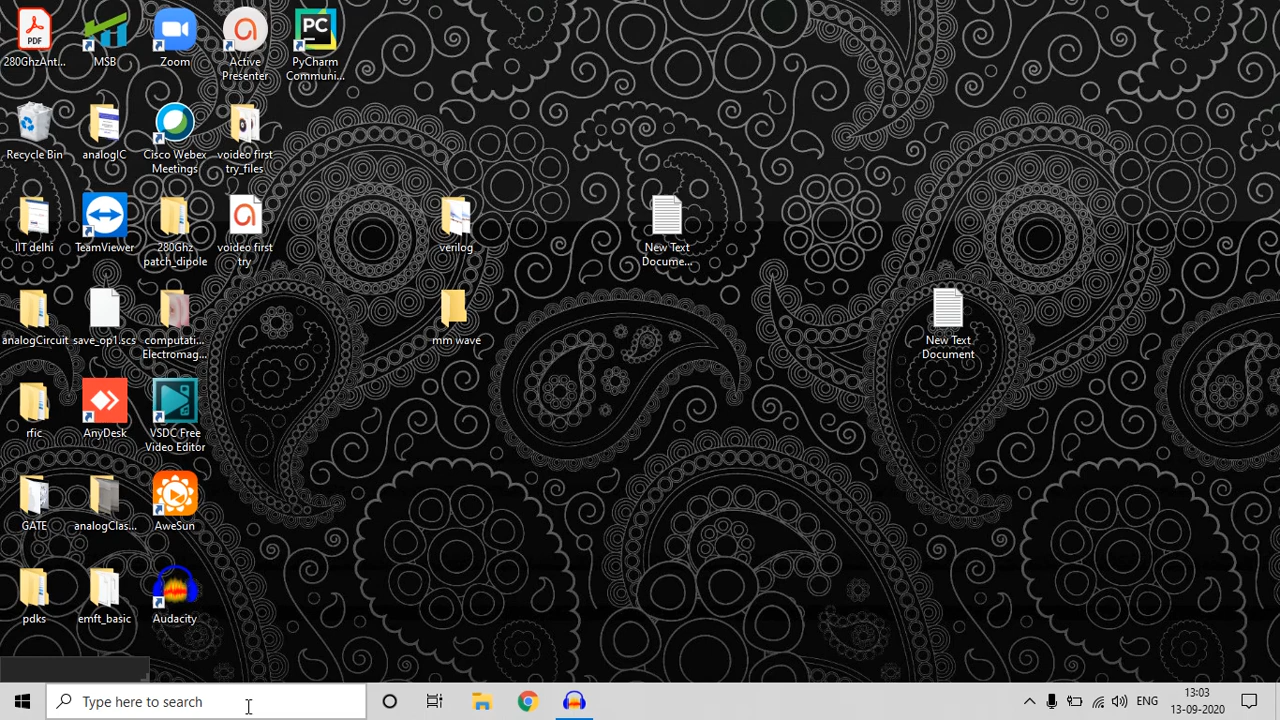 PDF
280GhzAnt...
MSB
Zoom
Active
Presenter
PC
PyCharm
Communi...
Recycle Bin
analogIC
Cisco Webex
Meetings
voideo first
try_files
IIT delhi
TeamViewer
280Ghz
patch_dipole
voideo first
try
verilog
New Text
Docume...
analogCircuit
save_op1.scs
computati...
Electromag...
mm wave
New Text
Document
rfic
AnyDesk
VSDC Free
Video Editor
GATE
analogClas...
AweSun
pdks
emft_basic
Audacity
Type here to search
ENG
13:03
13-09-2020